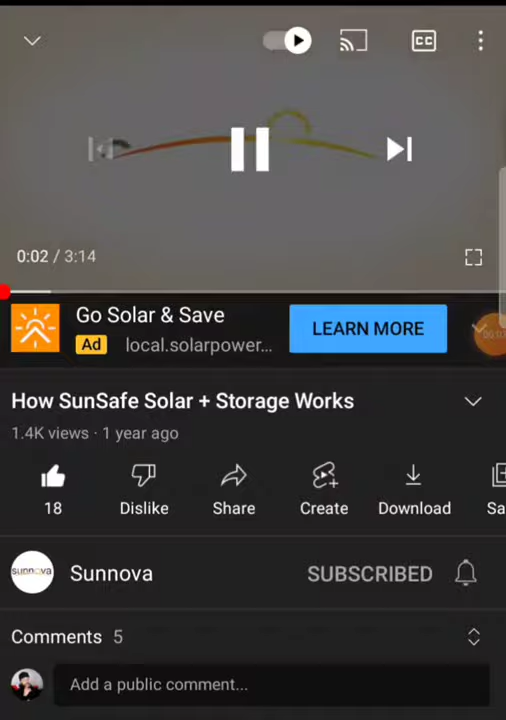 CC
0:02 / 3:14
Go Solar & Save
Ad local.solarpower...
LEARN MORE
How SunSafe Solar + Storage Works
1.4K views · 1 year ago
18 Dislike Share Create Download Sa
sunnova Sunnova SUBSCRIBED
Comments 5
Add a public comment...